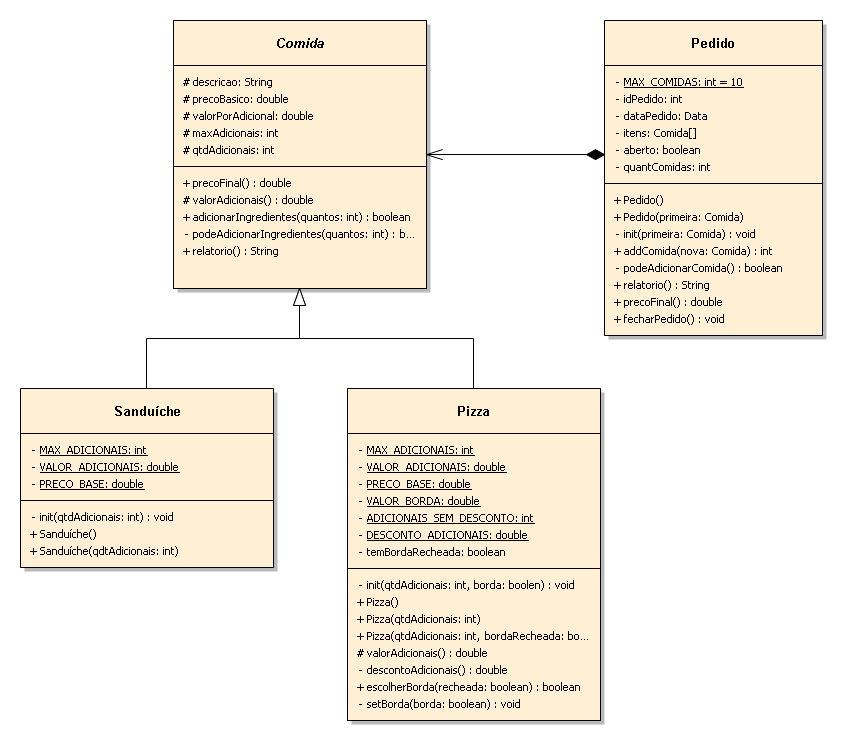 Comida
# descricao: String
# precoBasico: double
# valorPorAdicional: double
# maxAdicionais: int
# qtdAdicionais: int
+ precoFinal() : double
# valorAdicionais() : double
+ adicionarIngredientes(quantos: int) : boolean
- podeAdicionarIngredientes(quantos: int) : b...
+ relatorio() : String
Pedido
- MAX_COMIDAS: int = 10
- idPedido: int
- dataPedido: Data
- itens: Comida[]
- aberto: boolean
- quantComidas: int
+ Pedido()
+ Pedido(primeira: Comida)
- init(primeira: Comida) : void
+ addComida(nova: Comida) : int
- podeAdicionarComida() : boolean
+ relatorio() : String
+ precoFinal() : double
+ fecharPedido() : void
Sanduíche
- MAX_ADICIONAIS: int
- VALOR_ADICIONAIS: double
- PRECO_BASE: double
- init(qtdAdicionais: int) : void
+ Sanduíche()
+ Sanduíche(qdtAdicionais: int)
Pizza
- MAX_ADICIONAIS: int
- VALOR_ADICIONAIS: double
- PRECO_BASE: double
- VALOR_BORDA: double
- ADICIONAIS_SEM_DESCONTO: int
- DESCONTO_ADICIONAIS: double
- temBordaRecheada: boolean
- init(qtdAdicionais: int, borda: boolen) : void
+ Pizza()
+ Pizza(qtdAdicionais: int)
+ Pizza(qtdAdicionais: int, bordaRecheada: bo...
# valorAdicionais() : double
- descontoAdicionais() : double
+ escolherBorda(recheada: boolean) : boolean
- setBorda(borda: boolean) : void